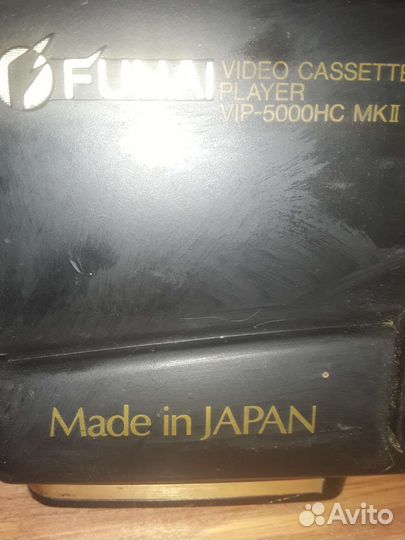 FUNAI VIDEO CASSETTE
PLAYER
VIP-5000HC MKII
Made in JAPAN
Avito